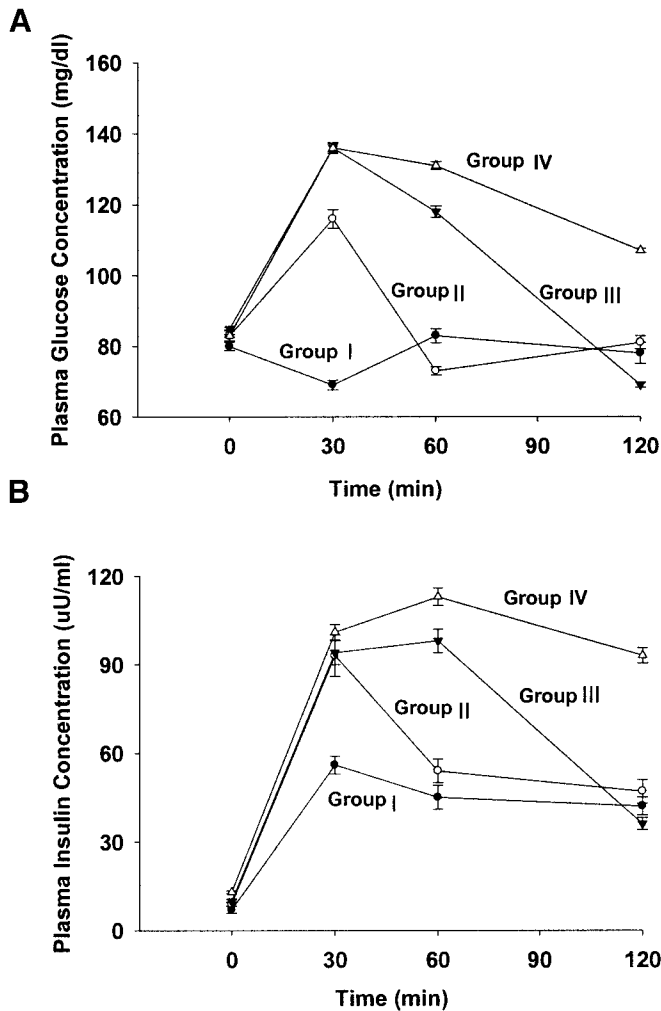 A
Plasma Glucose Concentration (mg/dl)
160
140
120
100
80
60
Group IV
Group II
Group III
Group I
0 30 60 90 120
Time (min)
B
Plasma Insulin Concentration (uU/ml)
120
90
60
30
0
Group IV
Group III
Group II
Group I
0 30 60 90 120
Time (min)